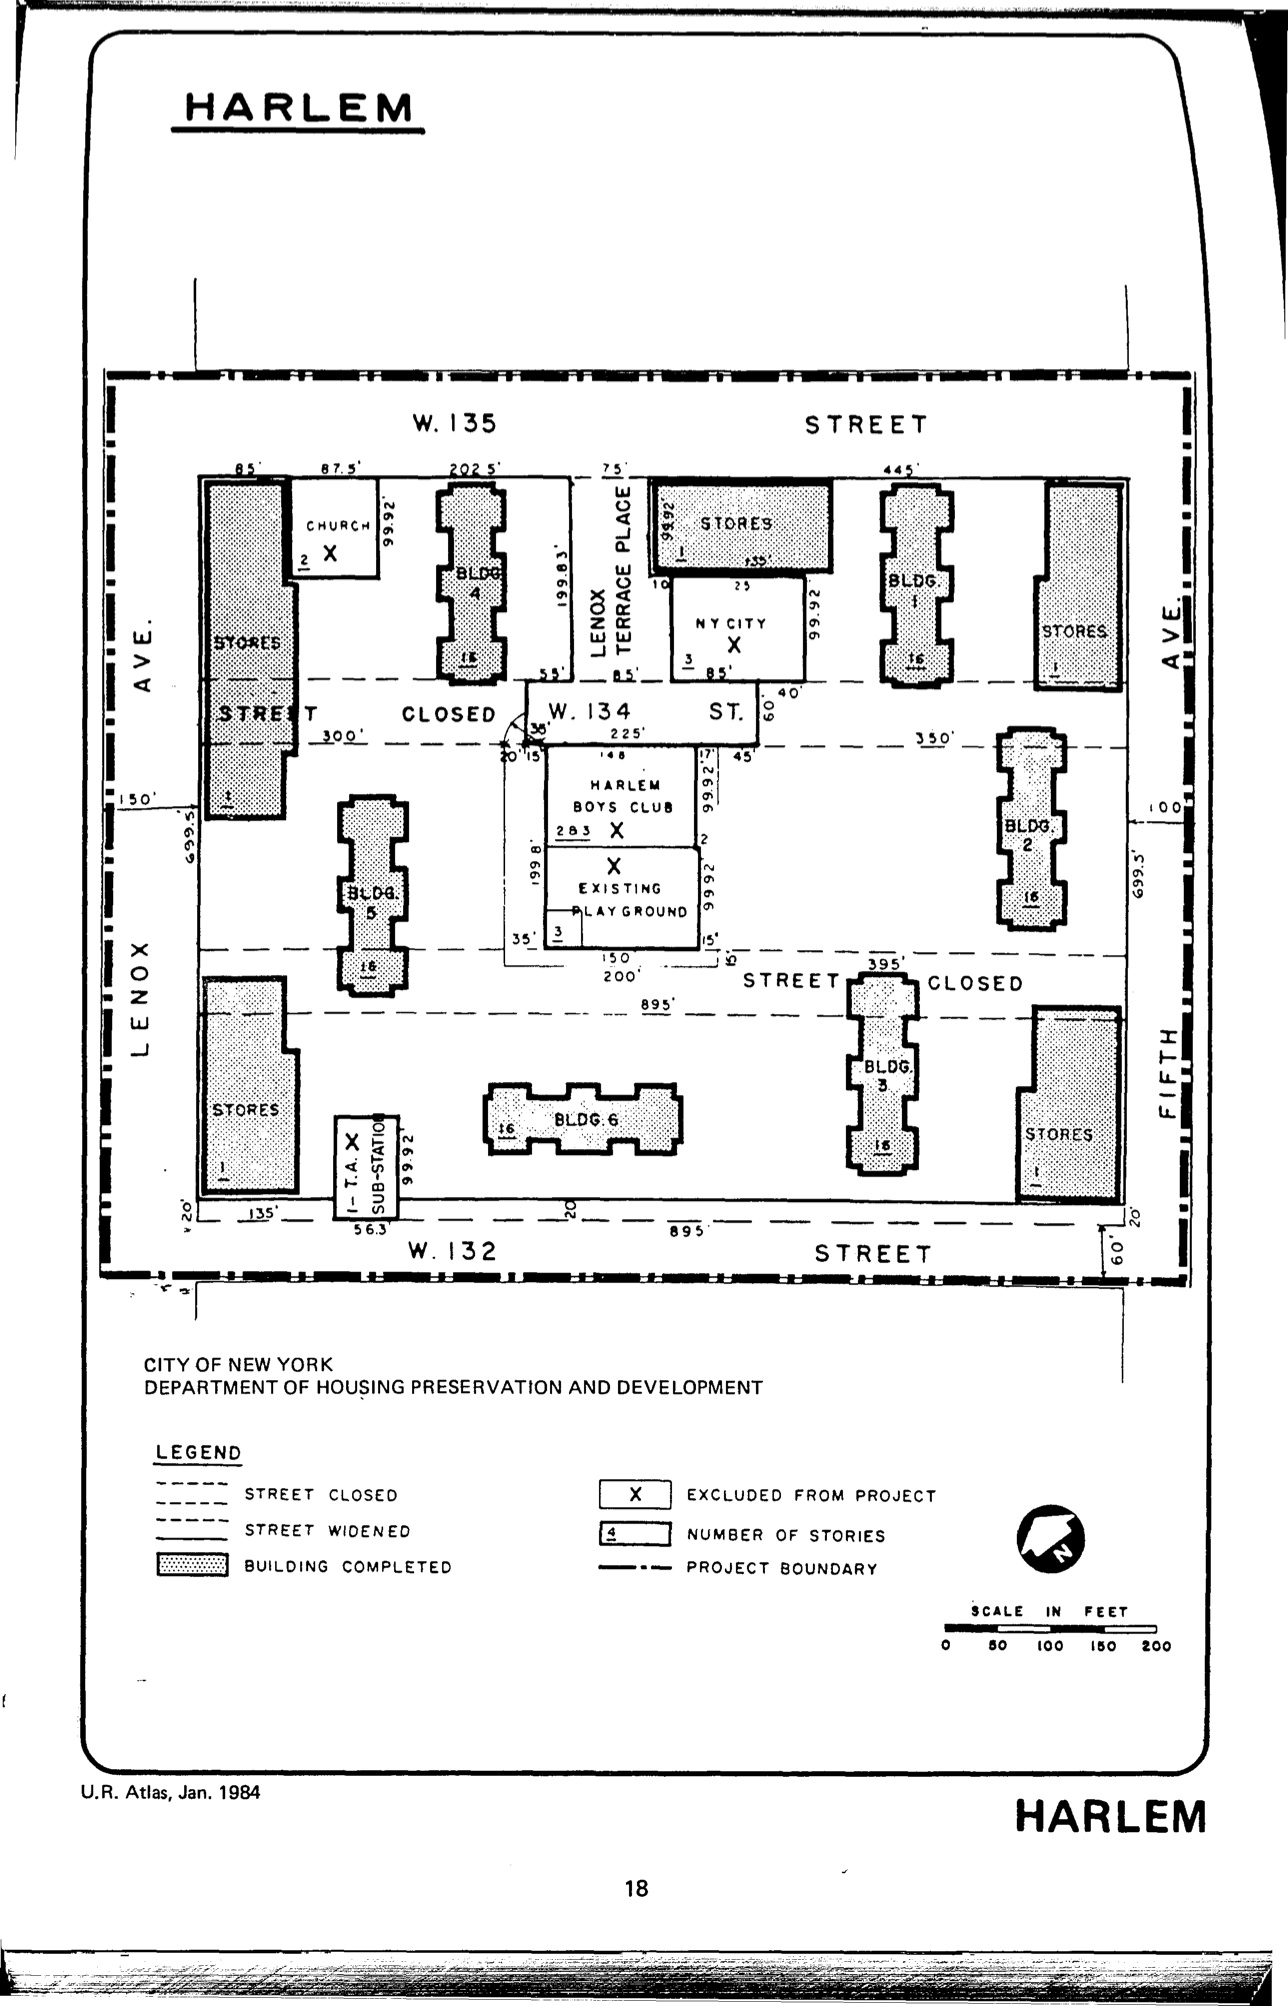 HARLEM
W. 135 STREET
85' 87.5' 202.5' 75' 445'
CHURCH
X
2
99.92'
BLDG
4
16
199.83'
LENOX
TERRACE PLACE
99.92'
STORES
1
135'
10
25
NY CITY
X
3
85'
99.92'
BLDG.
1
16
STORES
1
STORES
1
AVE.
AVE.
55' 85'
40'
STREET CLOSED
W. 134 ST.
60'
300'
225'
350'
20' 15'
148
17'
45'
150'
699.5'
HARLEM
BOYS CLUB
283 X
99.92'
2
X
EXISTING
PLAYGROUND
3
199.8'
99.92'
35'
15'
150'
200'
15'
BLDG.
5
16
BLDG.
2
16
100'
699.5'
STREET CLOSED
395'
895'
LENOX
FIFTH
STORES
1
1- T.A. X
SUB-STATION
99.92'
16 BLDG. 6
BLDG.
3
16
STORES
1
20'
135'
56.3'
20'
895'
20'
60'
W. 132 STREET
CITY OF NEW YORK
DEPARTMENT OF HOUSING PRESERVATION AND DEVELOPMENT
LEGEND
STREET CLOSED
STREET WIDENED
BUILDING COMPLETED
X EXCLUDED FROM PROJECT
4 NUMBER OF STORIES
PROJECT BOUNDARY
N
SCALE IN FEET
0 50 100 150 200
U.R. Atlas, Jan. 1984
HARLEM
18